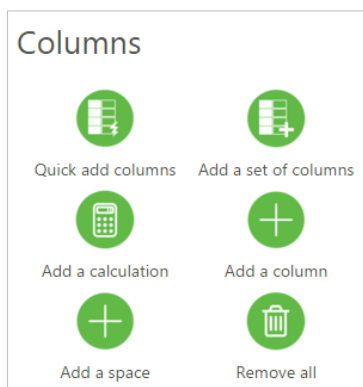 Columns
Quick add columns
Add a set of columns
Add a calculation
Add a column
Add a space
Remove all